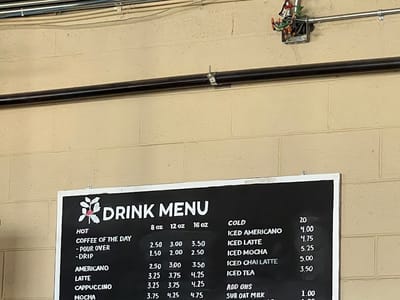 DRINK MENU
HOT 8 oz 12 oz 16 oz
COFFEE OF THE DAY
- POUR OVER 2.50 3.00 3.50
- DRIP 1.50 2.00 2.50
AMERICANO 2.50 3.00 3.50
LATTE 3.25 3.75 4.25
CAPPUCCINO 3.25 3.75 4.25
MOCHA 3.75 4.25 4.75
COLD 20
ICED AMERICANO 4.00
ICED LATTE 4.75
ICED MOCHA 5.25
ICED CHAI LATTE 5.00
ICED TEA 3.50
ADD ONS
SUB OAT MILK 1.00